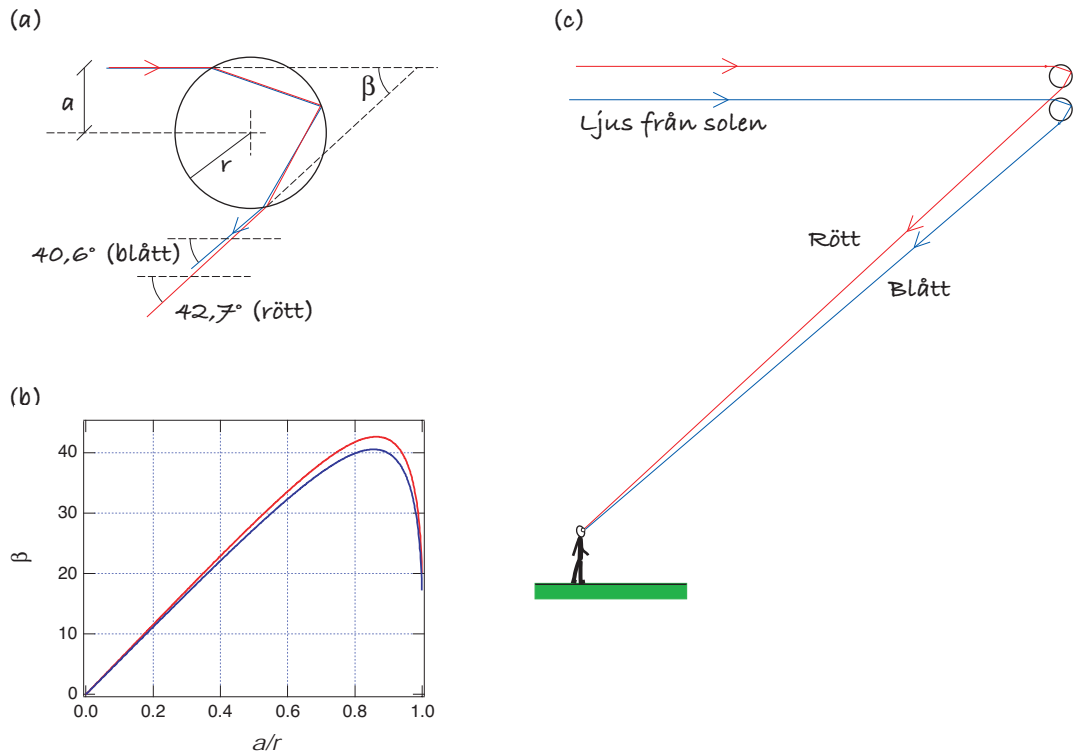 (a)
a
r
β
40,6° (blått)
42,7° (rött)
(b)
β
40
30
20
10
0
0.0 0.2 0.4 0.6 0.8 1.0
a/r
(c)
Ljus från solen
Rött
Blått